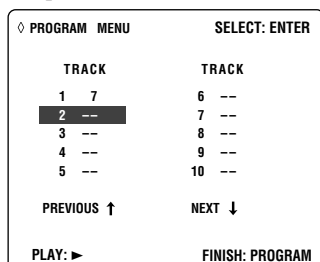 ◊ PROGRAM MENU SELECT: ENTER
TRACK TRACK
1 7 6 --
2 -- 7 --
3 -- 8 --
4 -- 9 --
5 -- 10 --
PREVIOUS ↑ NEXT ↓
PLAY: ► FINISH: PROGRAM